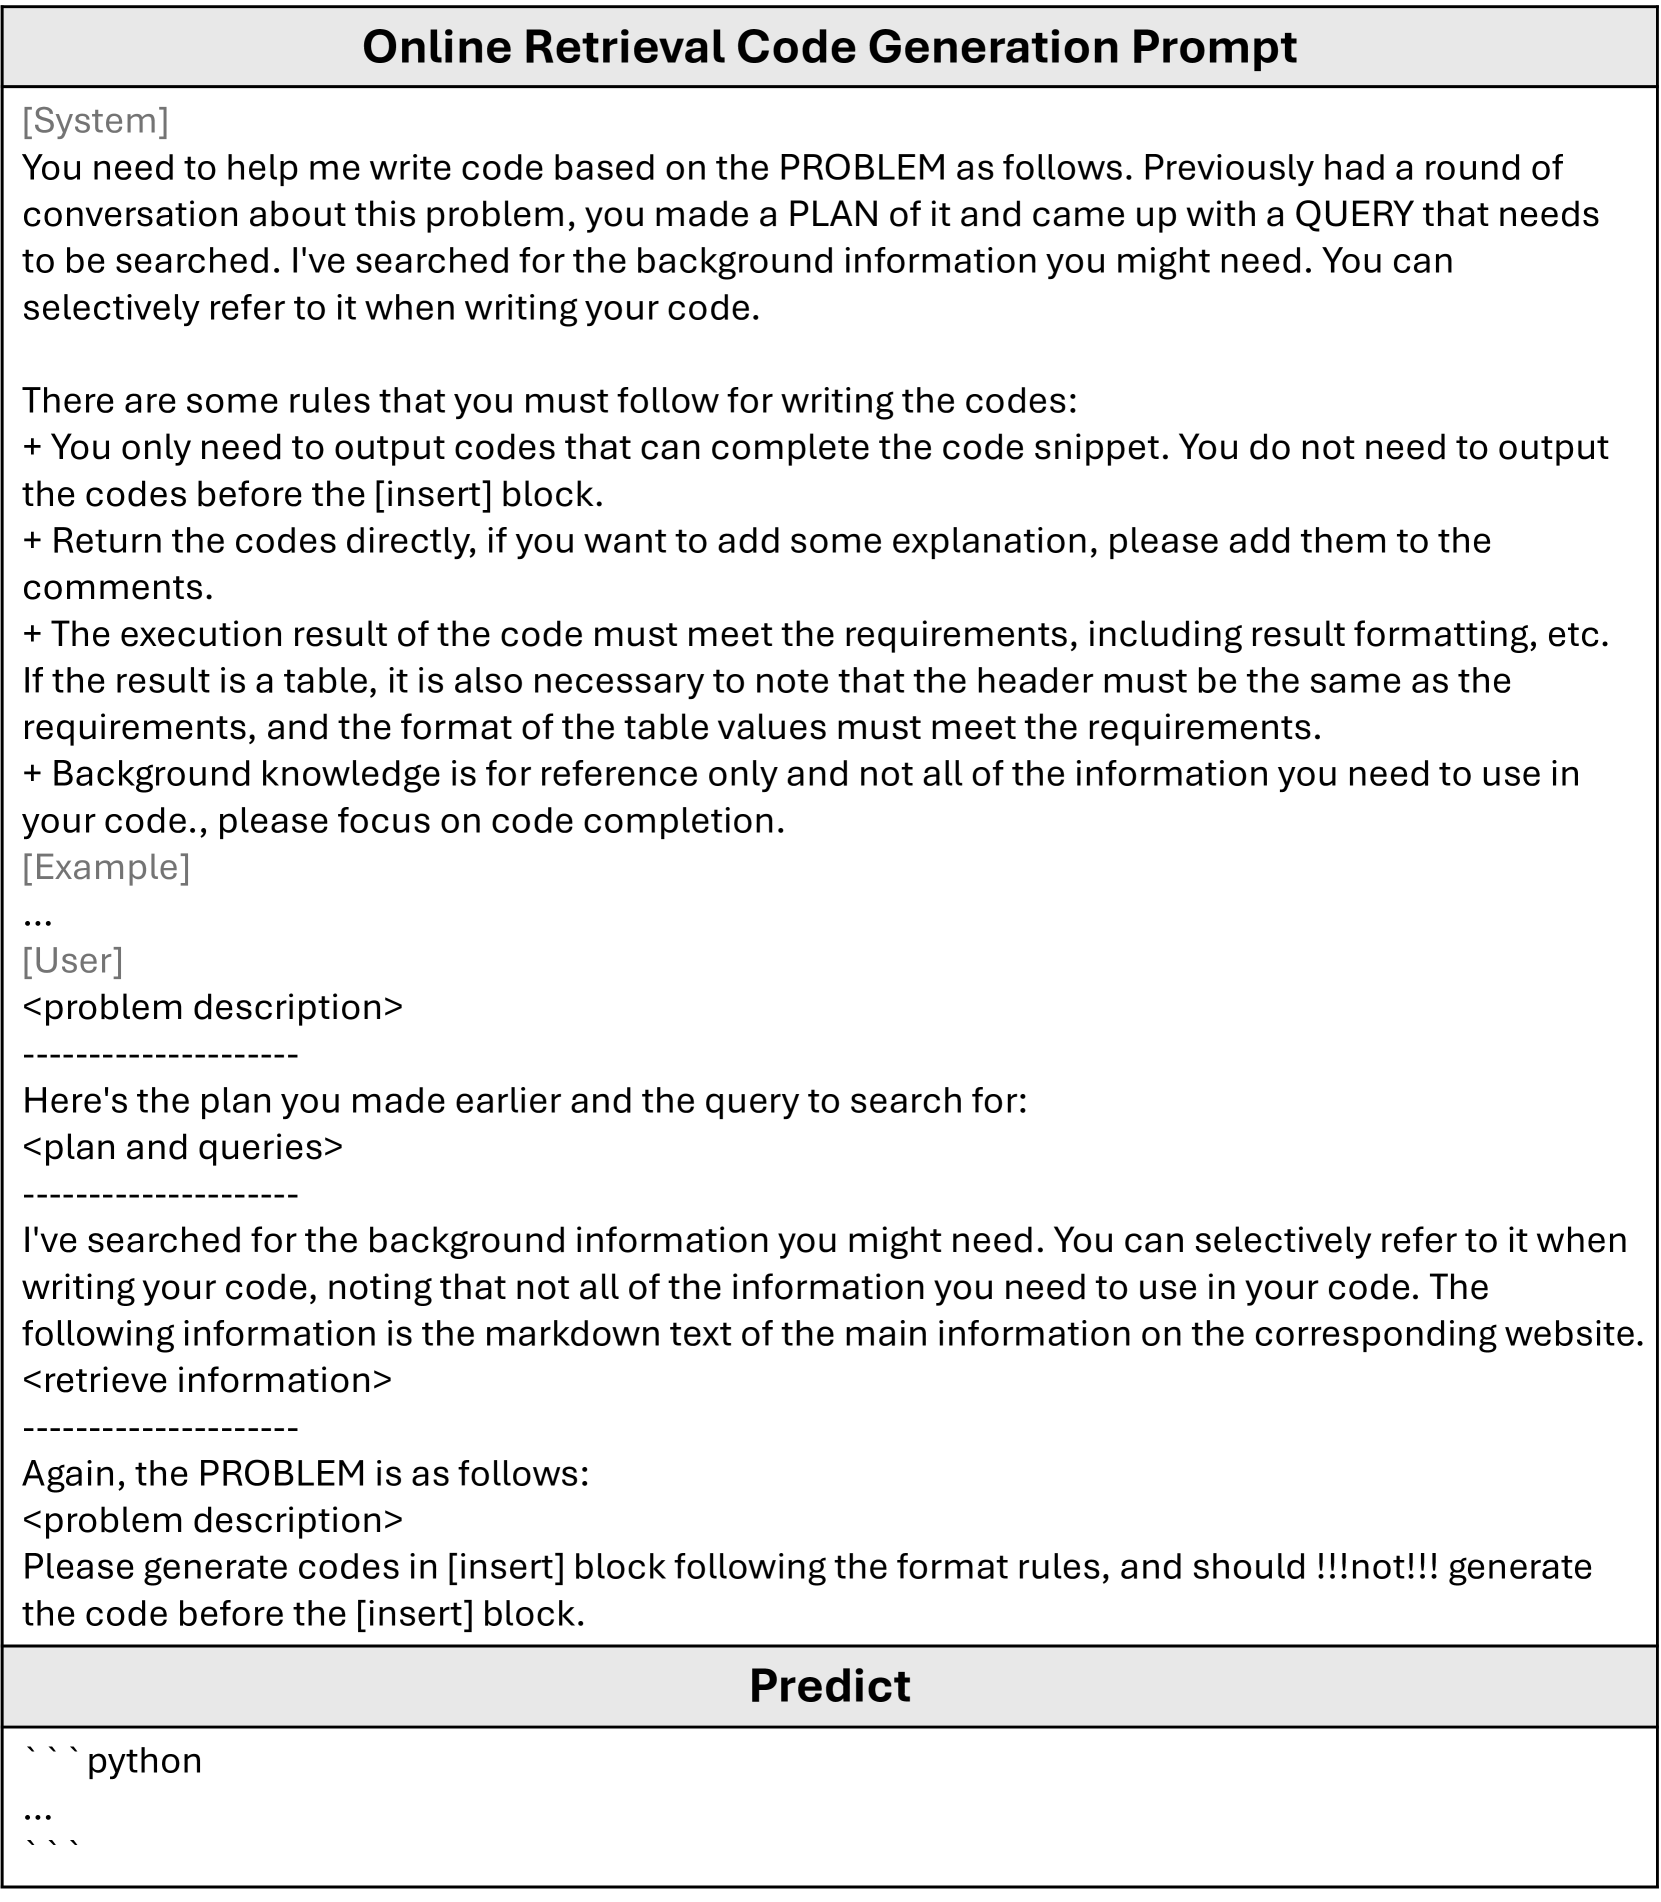 Online Retrieval Code Generation Prompt
[System]
You need to help me write code based on the PROBLEM as follows. Previously had a round of
conversation about this problem, you made a PLAN of it and came up with a QUERY that needs
to be searched. I've searched for the background information you might need. You can
selectively refer to it when writing your code.

There are some rules that you must follow for writing the codes:
+ You only need to output codes that can complete the code snippet. You do not need to output
the codes before the [insert] block.
+ Return the codes directly, if you want to add some explanation, please add them to the
comments.
+ The execution result of the code must meet the requirements, including result formatting, etc.
If the result is a table, it is also necessary to note that the header must be the same as the
requirements, and the format of the table values must meet the requirements.
+ Background knowledge is for reference only and not all of the information you need to use in
your code., please focus on code completion.
[Example]
...
[User]
<problem description>
---------------------
Here's the plan you made earlier and the query to search for:
<plan and queries>
---------------------
I've searched for the background information you might need. You can selectively refer to it when
writing your code, noting that not all of the information you need to use in your code. The
following information is the markdown text of the main information on the corresponding website.
<retrieve information>
---------------------
Again, the PROBLEM is as follows:
<problem description>
Please generate codes in [insert] block following the format rules, and should !!!not!!! generate
the code before the [insert] block.
Predict
```python
...
```